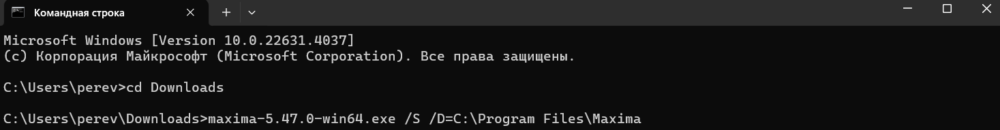 Командная строка
Microsoft Windows [Version 10.0.22631.4037]
(c) Корпорация Майкрософт (Microsoft Corporation). Все права защищены.
C:\Users\perev>cd Downloads
C:\Users\perev\Downloads>maxima-5.47.0-win64.exe /S /D=C:\Program Files\Maxima